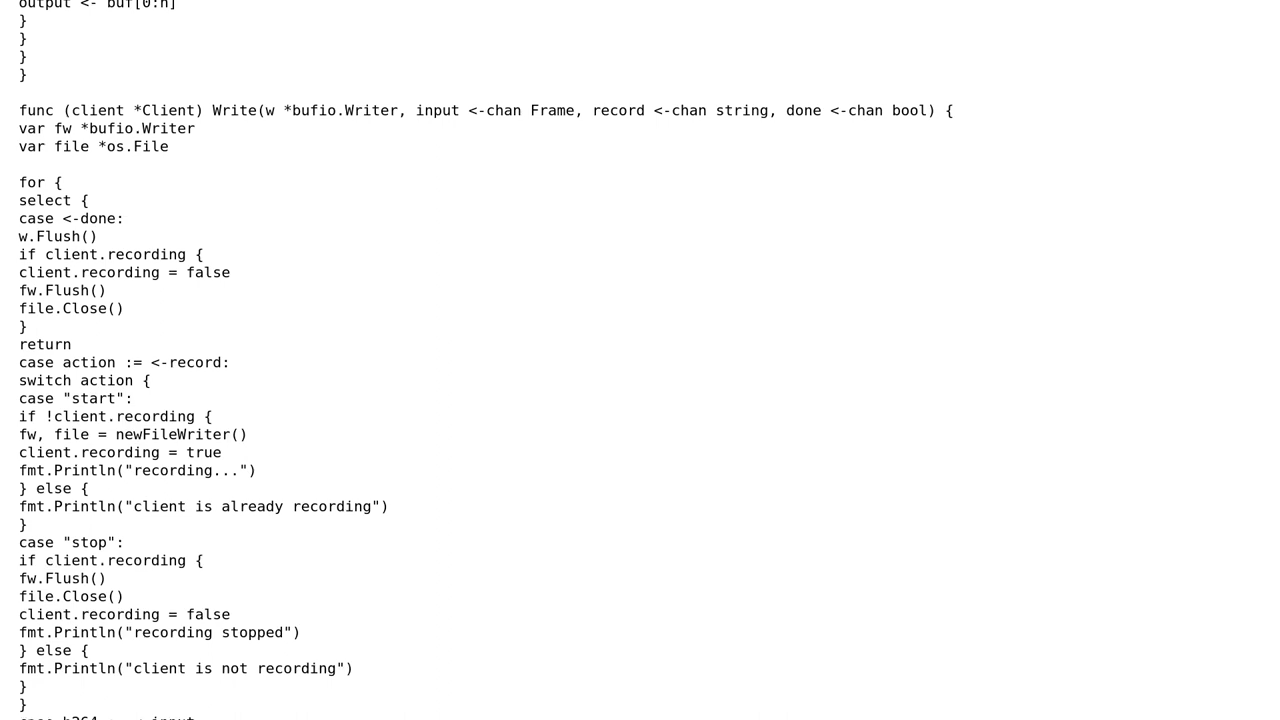 output <- buf[0:n]
}
}
}
}

func (client *Client) Write(w *bufio.Writer, input <-chan Frame, record <-chan string, done <-chan bool) {
var fw *bufio.Writer
var file *os.File

for {
select {
case <-done:
w.Flush()
if client.recording {
client.recording = false
fw.Flush()
file.Close()
}
return
case action := <-record:
switch action {
case "start":
if !client.recording {
fw, file = newFileWriter()
client.recording = true
fmt.Println("recording...")
} else {
fmt.Println("client is already recording")
}
case "stop":
if client.recording {
fw.Flush()
file.Close()
client.recording = false
fmt.Println("recording stopped")
} else {
fmt.Println("client is not recording")
}
}